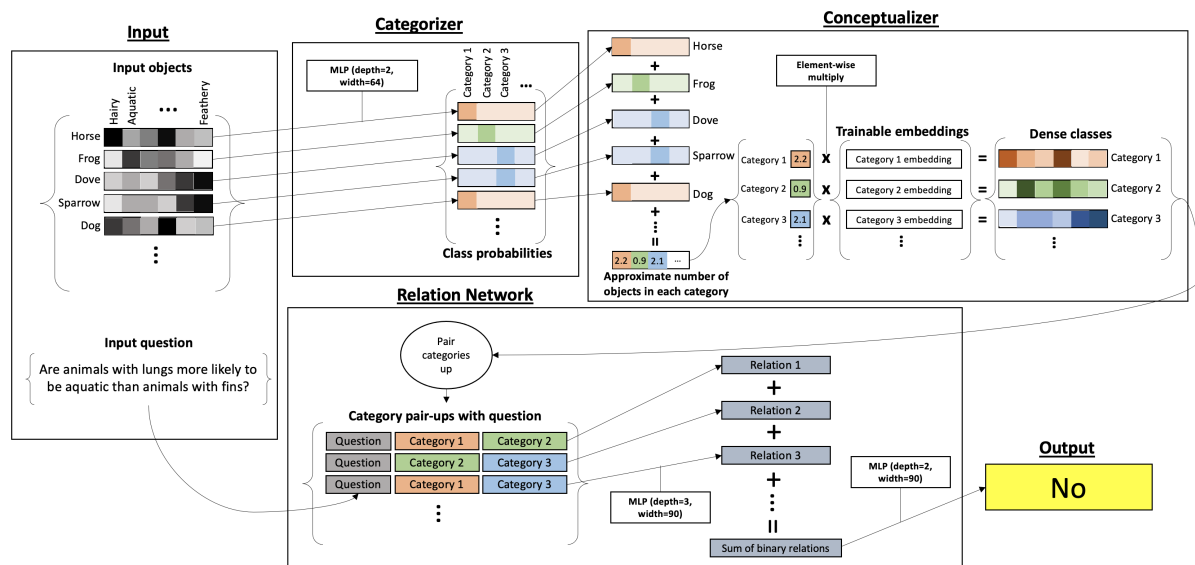 Input
Input objects
Hairy
Aquatic
...
Feathery
Horse
Frog
Dove
Sparrow
Dog
Input question
Are animals with lungs more likely to
be aquatic than animals with fins?
Categorizer
MLP (depth=2,
width=64)
Category 1
Category 2
Category 3
...
Class probabilities
Conceptualizer
Horse
+
Frog
+
Dove
+
Sparrow
+
Dog
+
=
2.2 0.9 2.1 ...
Approximate number of
objects in each category
Element-wise
multiply
Trainable embeddings
Dense classes
Category 1 2.2 x Category 1 embedding = Category 1
Category 2 0.9 x Category 2 embedding = Category 2
Category 3 2.1 x Category 3 embedding = Category 3
Relation Network
Pair
categories
up
Category pair-ups with question
Question Category 1 Category 2
Question Category 2 Category 3
Question Category 1 Category 3
MLP (depth=3,
width=90)
Relation 1
+
Relation 2
+
Relation 3
+
=
Sum of binary relations
MLP (depth=2,
width=90)
Output
No